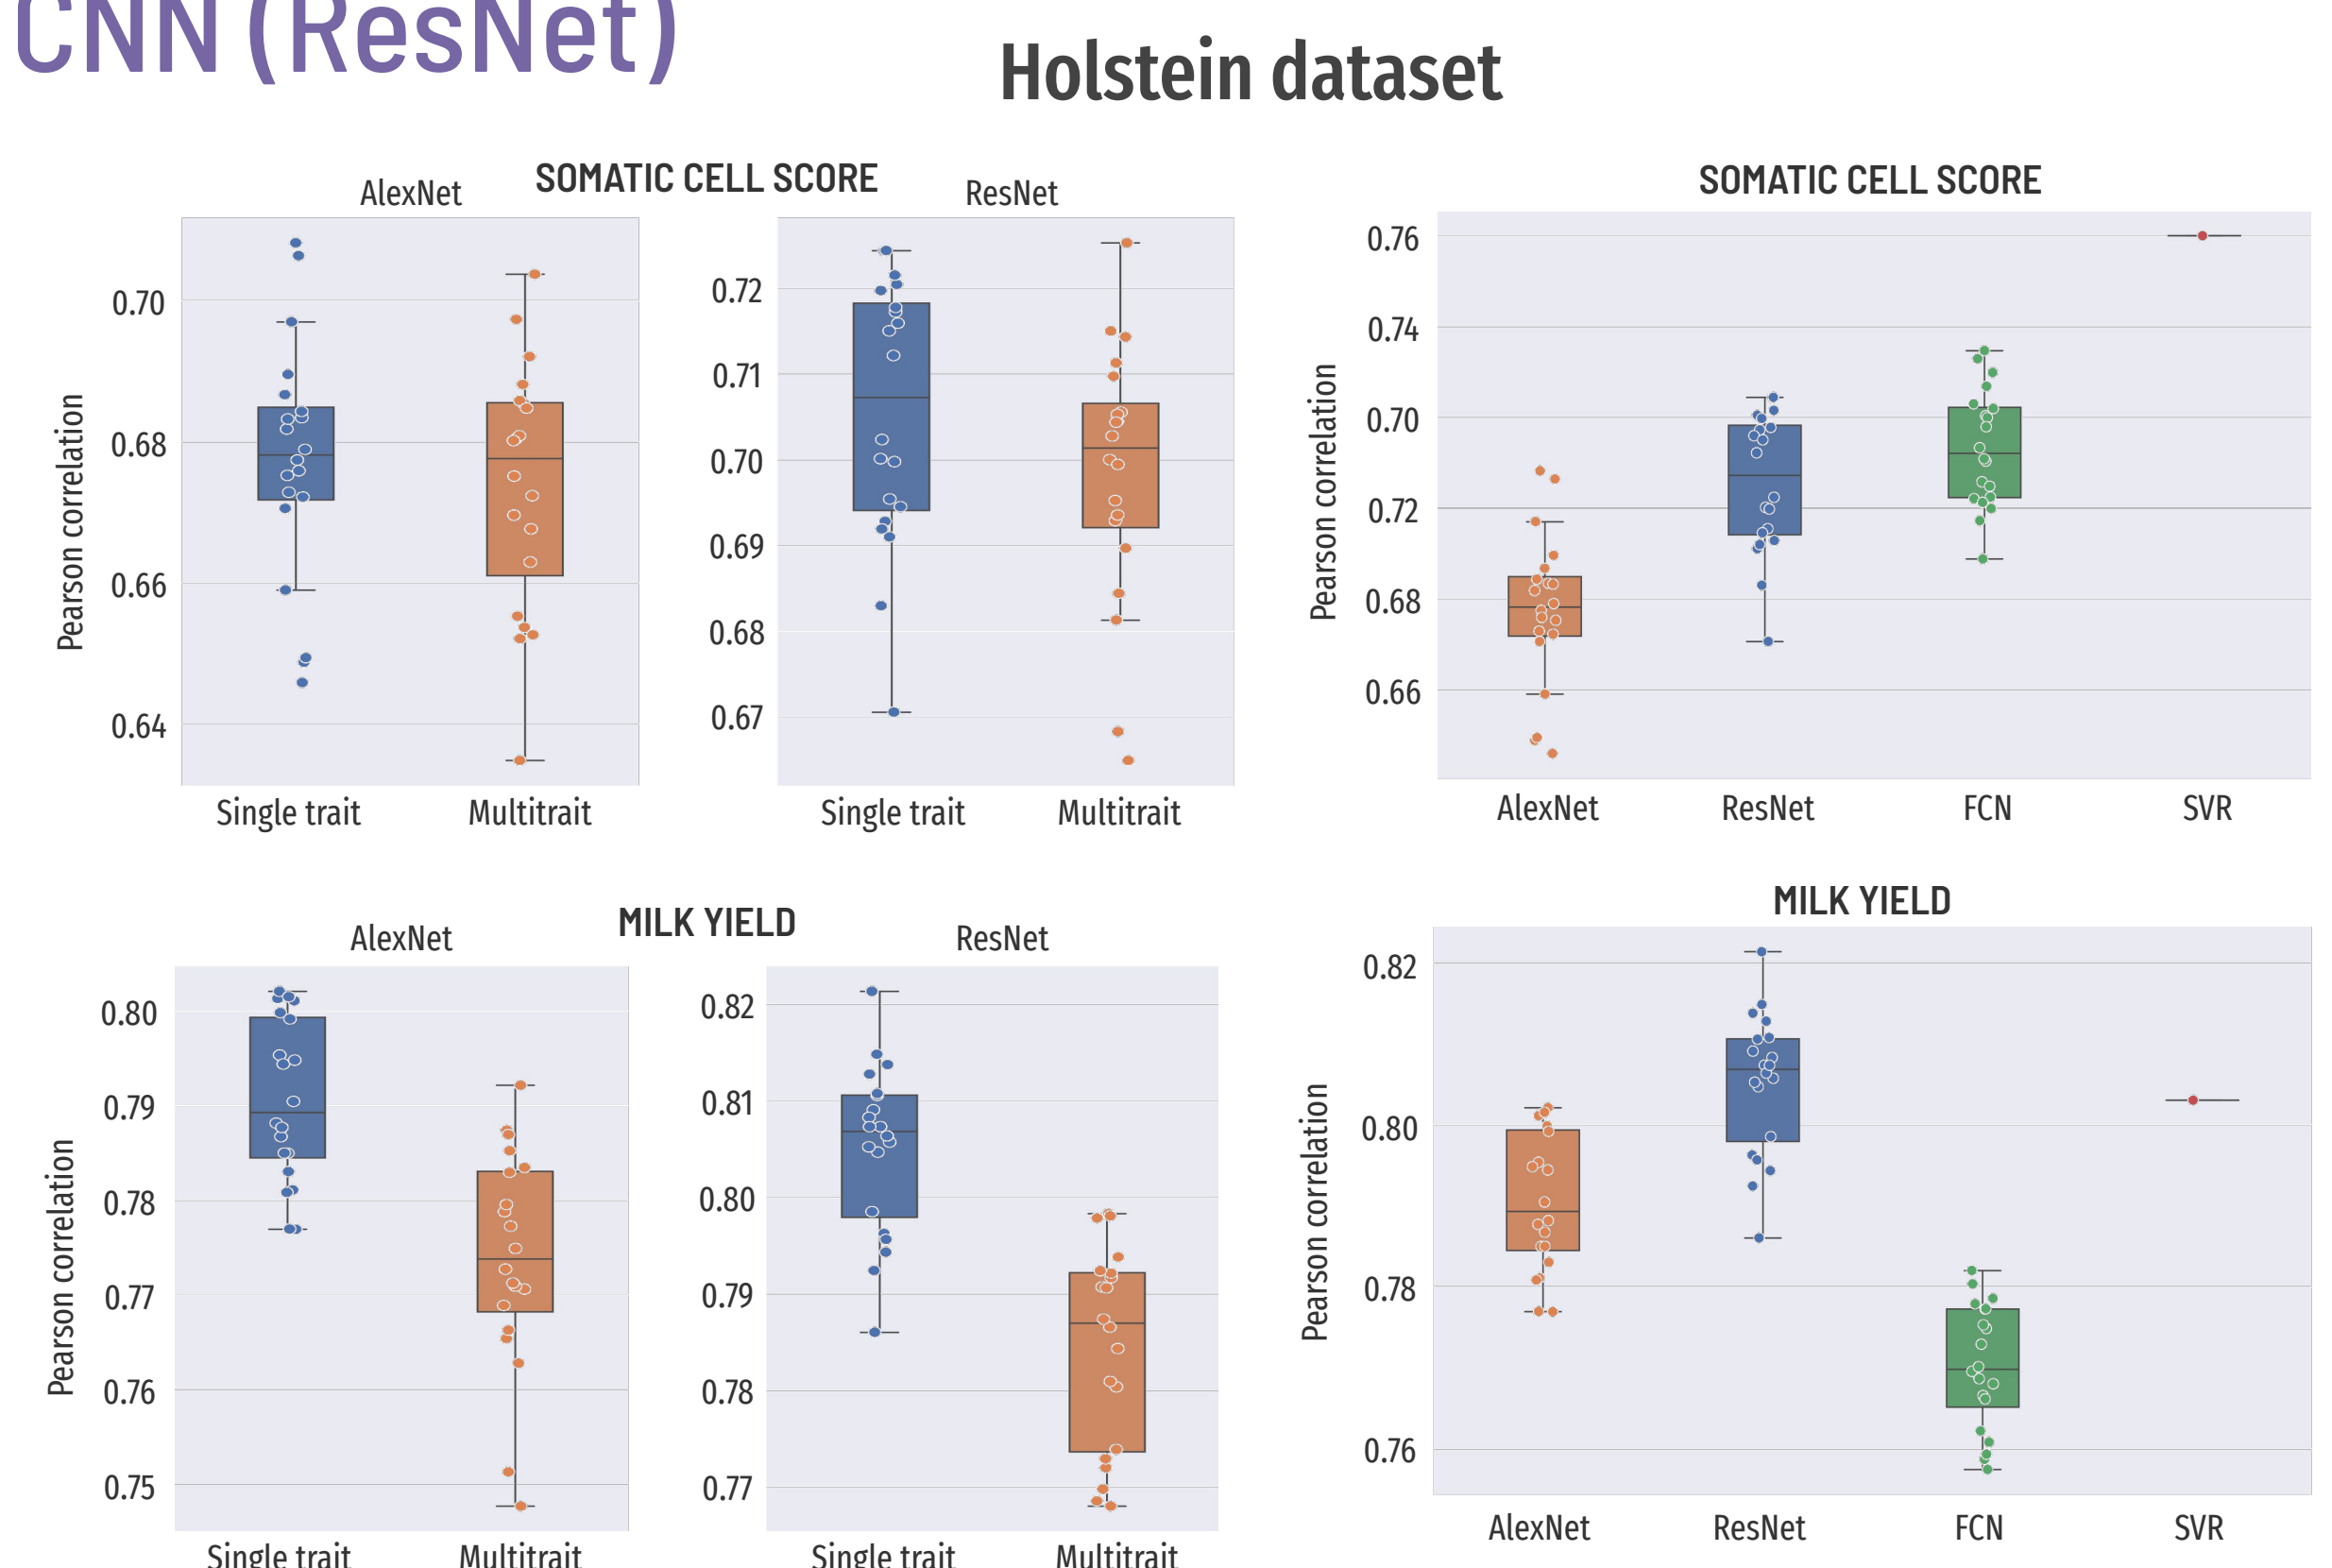 CNN (ResNet)
Holstein dataset
SOMATIC CELL SCORE
AlexNet
ResNet
Pearson correlation
0.70
0.68
0.66
0.64
Single trait
Multitrait
0.72
0.71
0.70
0.69
0.68
0.67
Single trait
Multitrait
SOMATIC CELL SCORE
Pearson correlation
0.76
0.74
0.70
0.72
0.68
0.66
AlexNet
ResNet
FCN
SVR
MILK YIELD
AlexNet
ResNet
Pearson correlation
0.80
0.79
0.78
0.77
0.76
0.75
Single trait
Multitrait
0.82
0.81
0.80
0.79
0.78
0.77
Single trait
Multitrait
MILK YIELD
Pearson correlation
0.82
0.80
0.78
0.76
AlexNet
ResNet
FCN
SVR